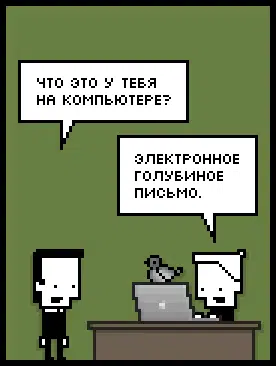 ЧТО ЭТО У ТЕБЯ
НА КОМПЬЮТЕРЕ?
ЭЛЕКТРОННОЕ
ГОЛУБИНОЕ
ПИСЬМО.